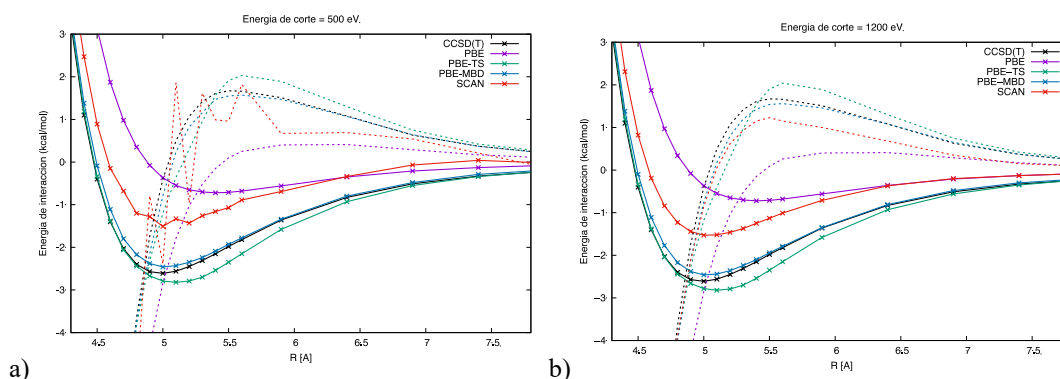 Energia de corte = 500 eV.
CCSD(T)
PBE
PBE-TS
PBE-MBD
SCAN
Energia de interaccion (kcal/mol)
3
2
1
0
-1
-2
-3
-4
4.5
5
5.5
6
6.5
7
7.5
R [A]
a)
Energia de corte = 1200 eV.
CCSD(T)
PBE
PBE−TS
PBE−MBD
SCAN
Energia de interaccion (kcal/mol)
3
2
1
0
−1
−2
−3
−4
4.5
5
5.5
6
6.5
7
7.5
R [A]
b)